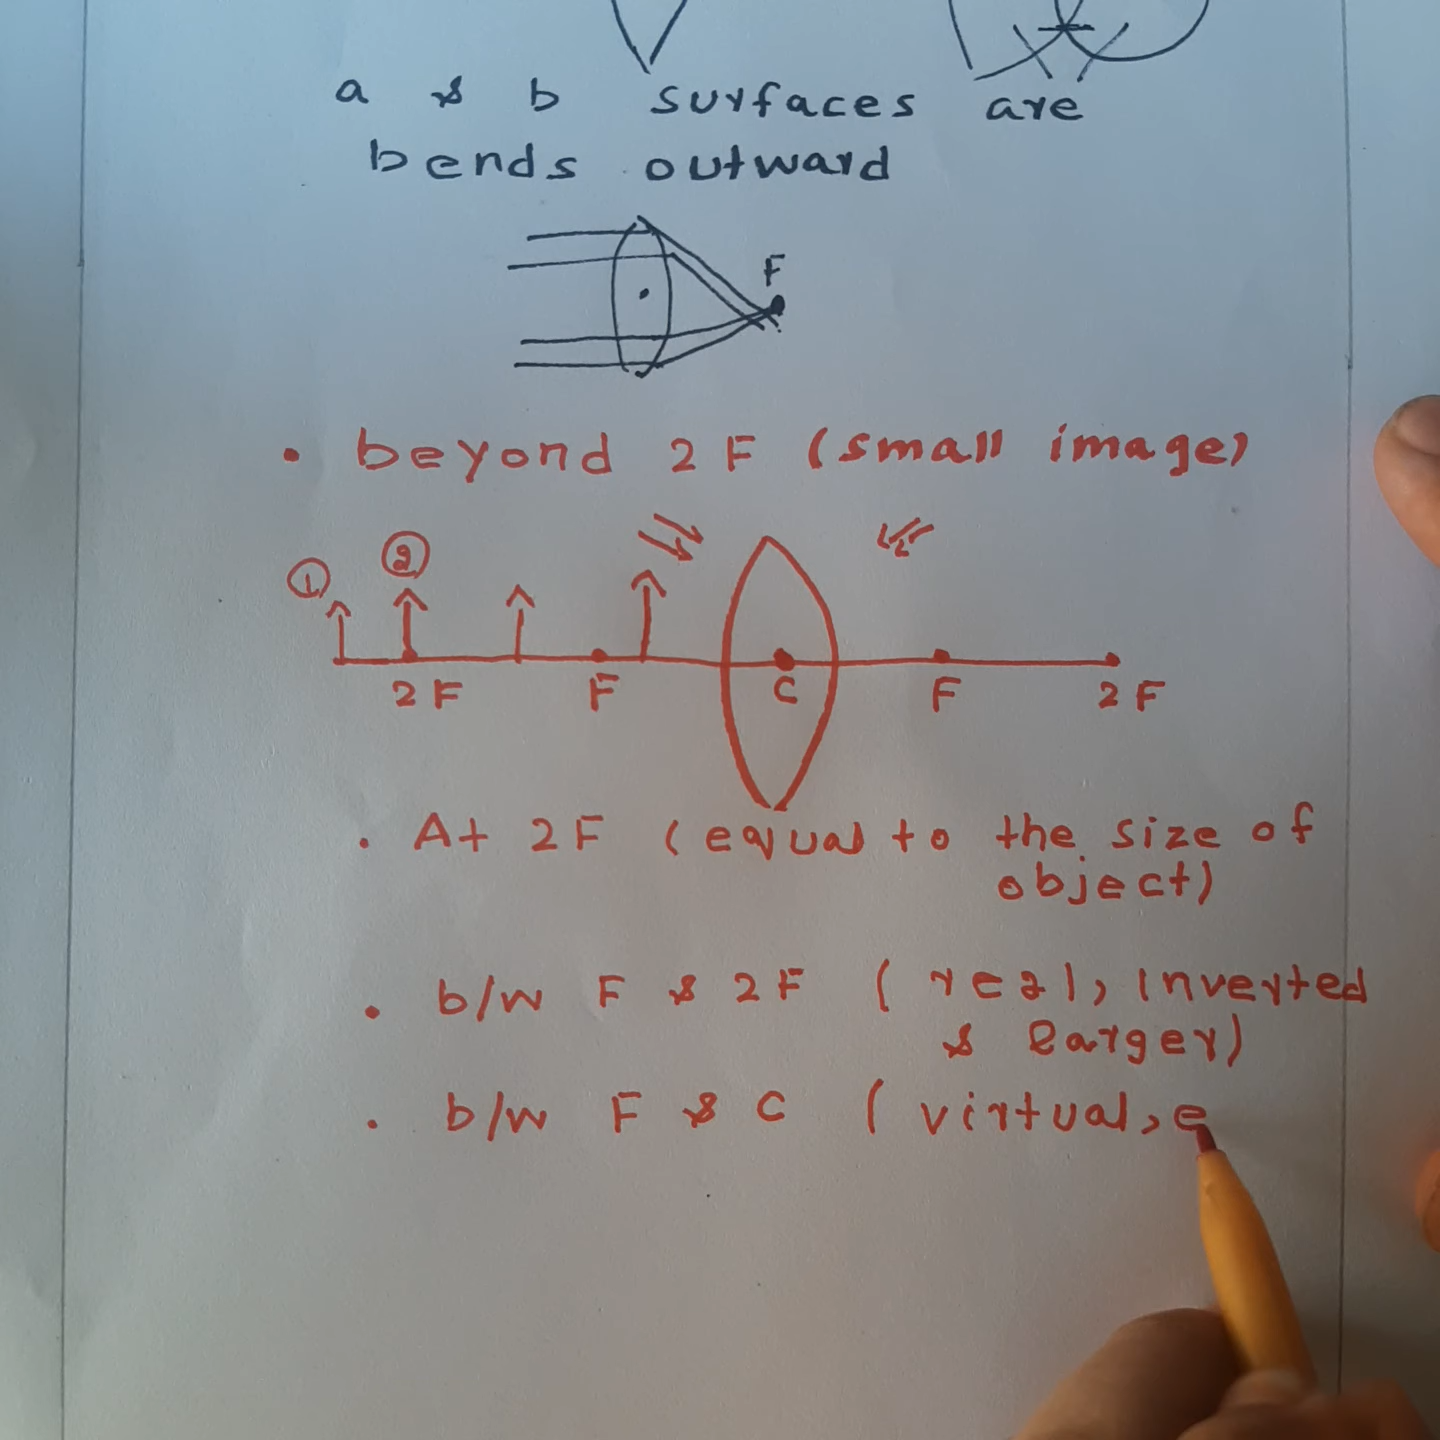 a & b surfaces are
bends outward
F
• beyond 2F (small image)
① ②
2F F C F 2F
• At 2F (equal to the size of
object)
• b/w F & 2F (real, inverted
& larger)
• b/w F & C (virtual, e